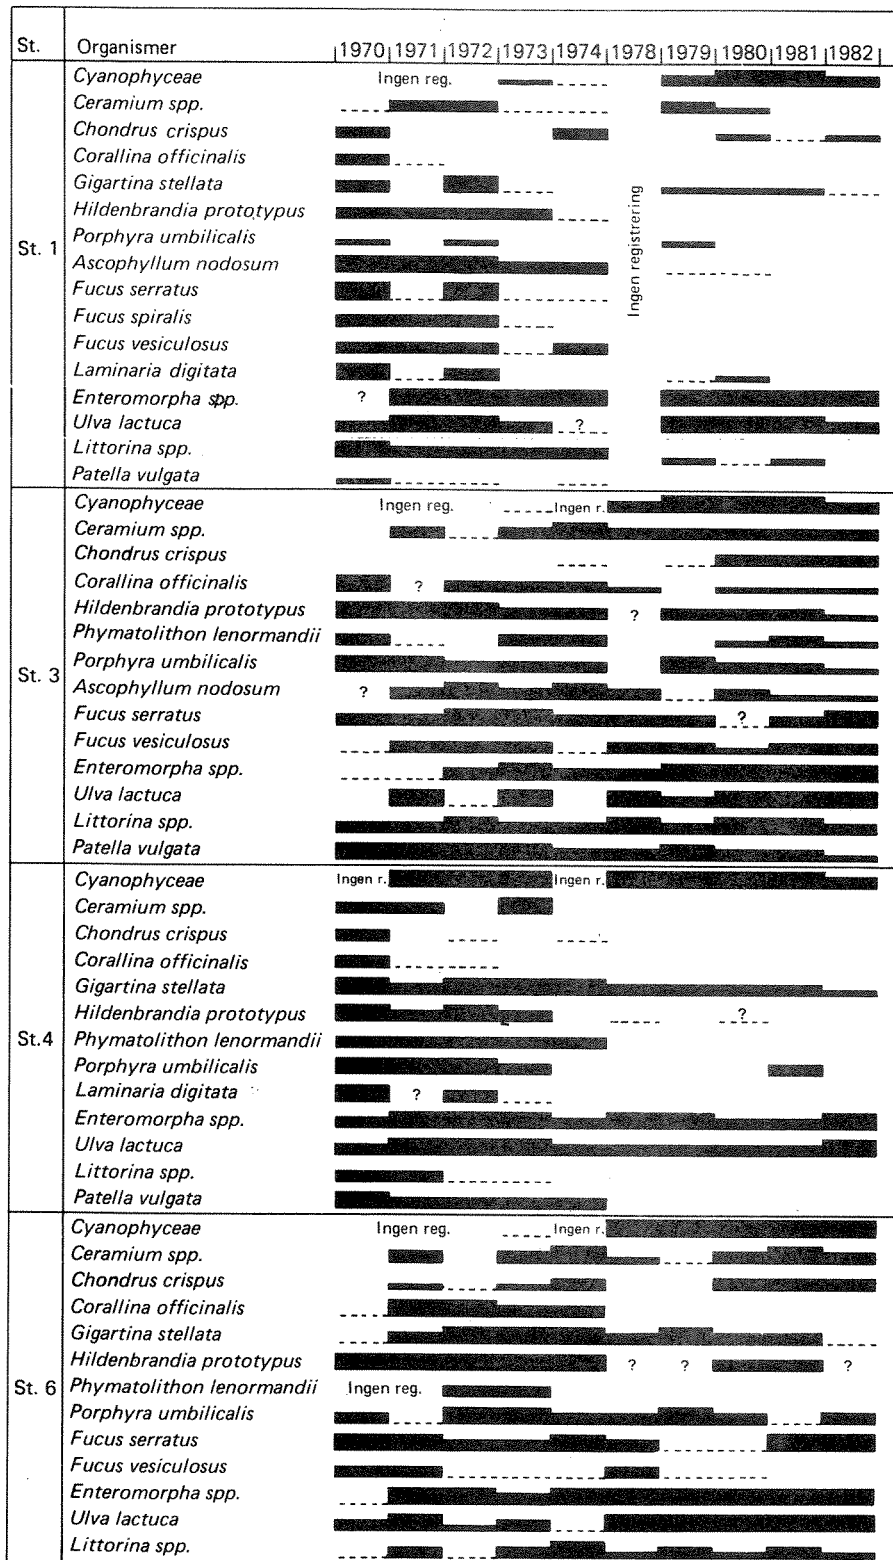 St. Organismer 1970 1971 1972 1973 1974 1978 1979 1980 1981 1982
Cyanophyceae Ingen reg.
Ceramium spp.
Chondrus crispus
Corallina officinalis
Gigartina stellata
Hildenbrandia prototypus
Porphyra umbilicalis
St. 1 Ascophyllum nodosum
Ingen registrering
Fucus serratus
Fucus spiralis
Fucus vesiculosus
Laminaria digitata
Enteromorpha spp. ?
Ulva lactuca ?
Littorina spp.
Patella vulgata
Cyanophyceae Ingen reg. Ingen r.
Ceramium spp.
Chondrus crispus
Corallina officinalis ?
Hildenbrandia prototypus ?
Phymatolithon lenormandii
Porphyra umbilicalis
St. 3
Ascophyllum nodosum ?
Fucus serratus ?
Fucus vesiculosus
Enteromorpha spp.
Ulva lactuca
Littorina spp.
Patella vulgata
Cyanophyceae Ingen r. Ingen r.
Ceramium spp.
Chondrus crispus
Corallina officinalis
Gigartina stellata
Hildenbrandia prototypus ?
St.4 Phymatolithon lenormandii
Porphyra umbilicalis
Laminaria digitata ?
Enteromorpha spp.
Ulva lactuca
Littorina spp.
Patella vulgata
Cyanophyceae Ingen reg. Ingen r.
Ceramium spp.
Chondrus crispus
Corallina officinalis
Gigartina stellata
Hildenbrandia prototypus ? ? ?
St. 6 Phymatolithon lenormandii Ingen reg.
Porphyra umbilicalis
Fucus serratus
Fucus vesiculosus
Enteromorpha spp.
Ulva lactuca
Littorina spp.